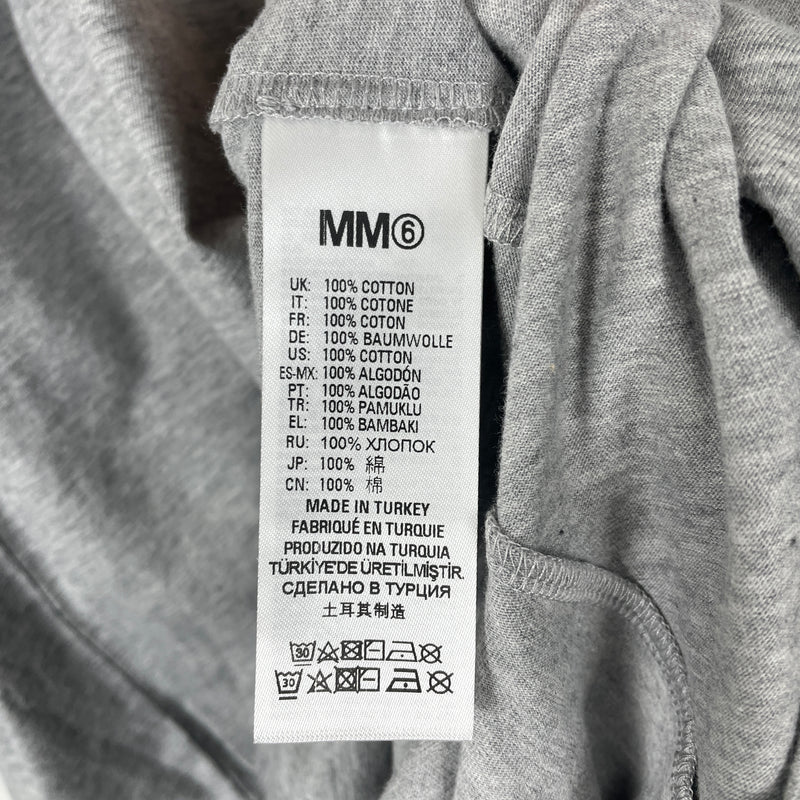 MM⑥
UK: 100% COTTON
IT: 100% COTONE
FR: 100% COTON
DE: 100% BAUMWOLLE
US: 100% COTTON
ES-MX: 100% ALGODÓN
PT: 100% ALGODÃO
TR: 100% PAMUKLU
EL: 100% BAMBAKI
RU: 100% ХЛОПОК
JP: 100% 綿
CN: 100% 棉
MADE IN TURKEY
FABRIQUÉ EN TURQUIE
PRODUZIDO NA TURQUIA
TÜRKİYE'DE ÜRETİLMİŞTİR.
СДЕЛАНО В ТУРЦИЯ
土耳其制造
30
30